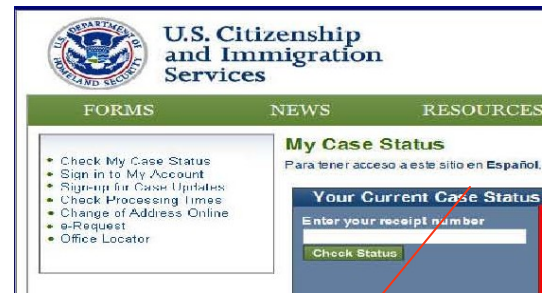 U.S. Citizenship
and Immigration
Services
FORMS NEWS RESOURCES
• Check My Case Status
• Sign in to My Account
• Sign-up for Case Updates
• Check Processing Times
• Change of Address Online
• e-Request
• Office Locator
My Case Status
Para tener acceso a este sitio en Español,
Your Current Case Status
Enter your receipt number
Check Status